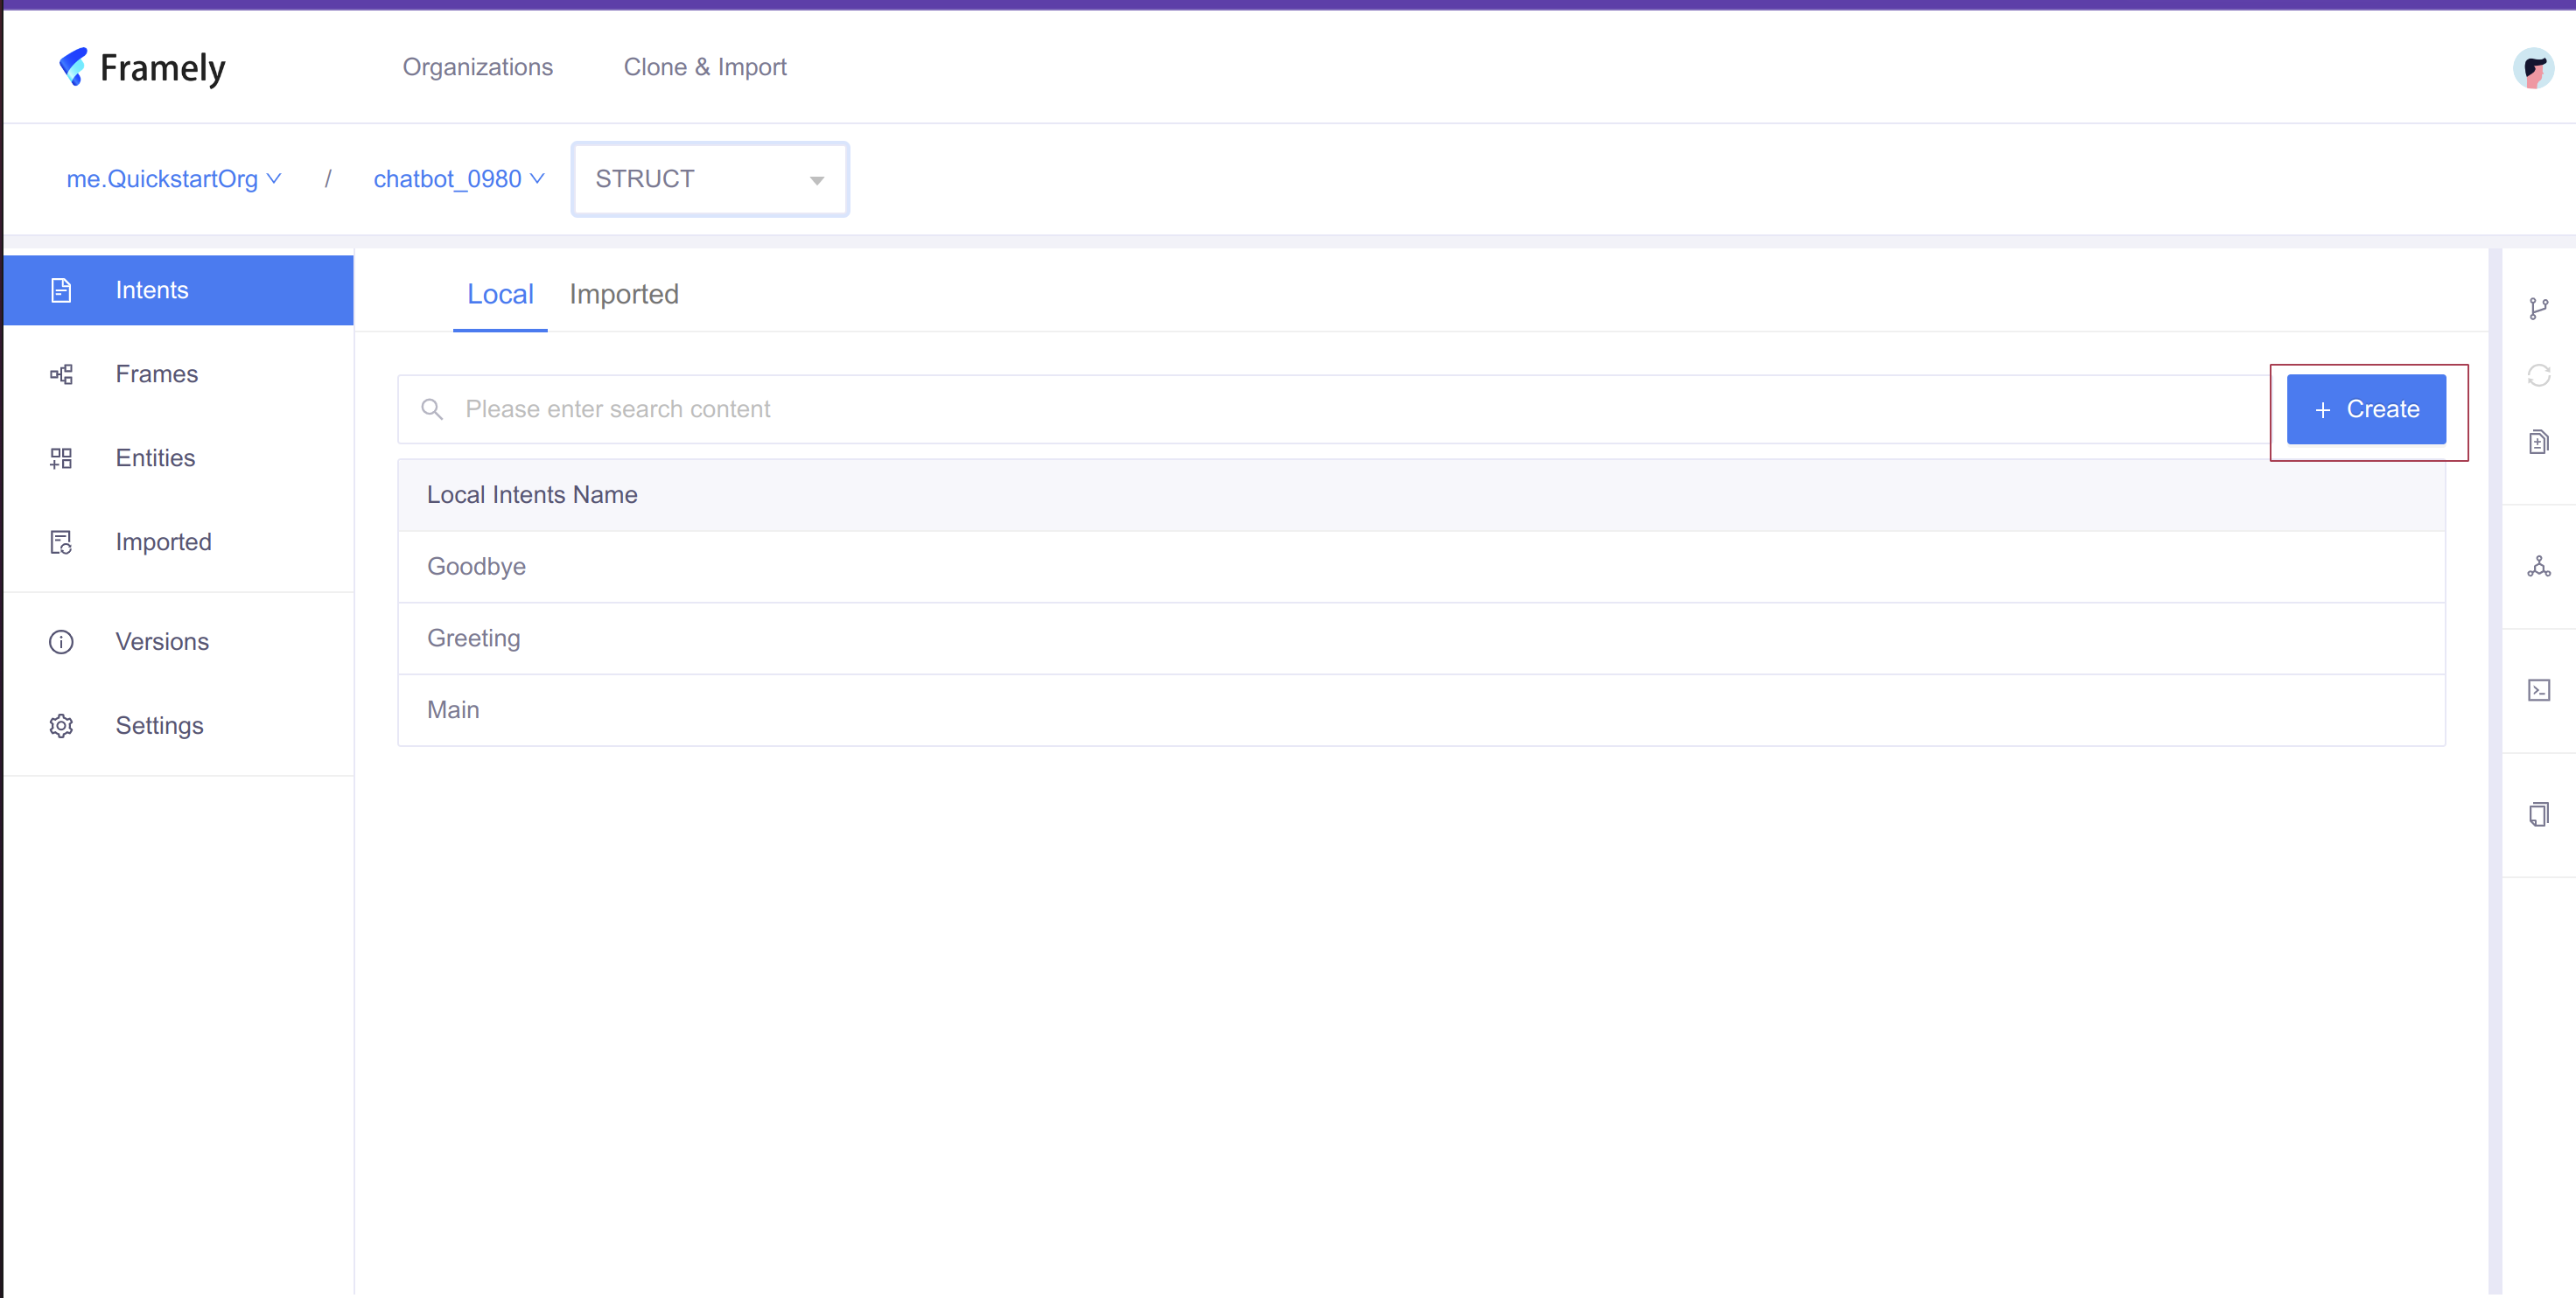 Framely
Organizations
Clone & Import
me.QuickstartOrg / chatbot_0980
STRUCT
Intents
Frames
Entities
Imported
Versions
Settings
Local
Imported
Please enter search content
+ Create
Local Intents Name
Goodbye
Greeting
Main